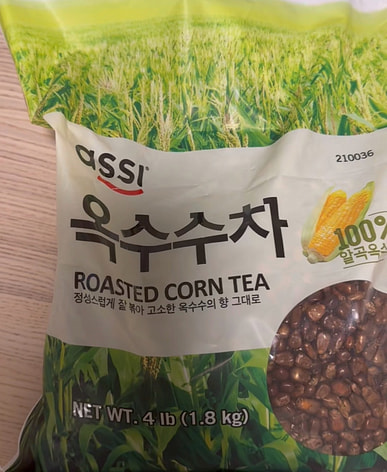 assi
210036
옥수수차
100%
알곡옥수
ROASTED CORN TEA
정성스럽게 잘 볶아 고소한 옥수수의 향 그대로
NET WT. 4 lb (1.8 kg)